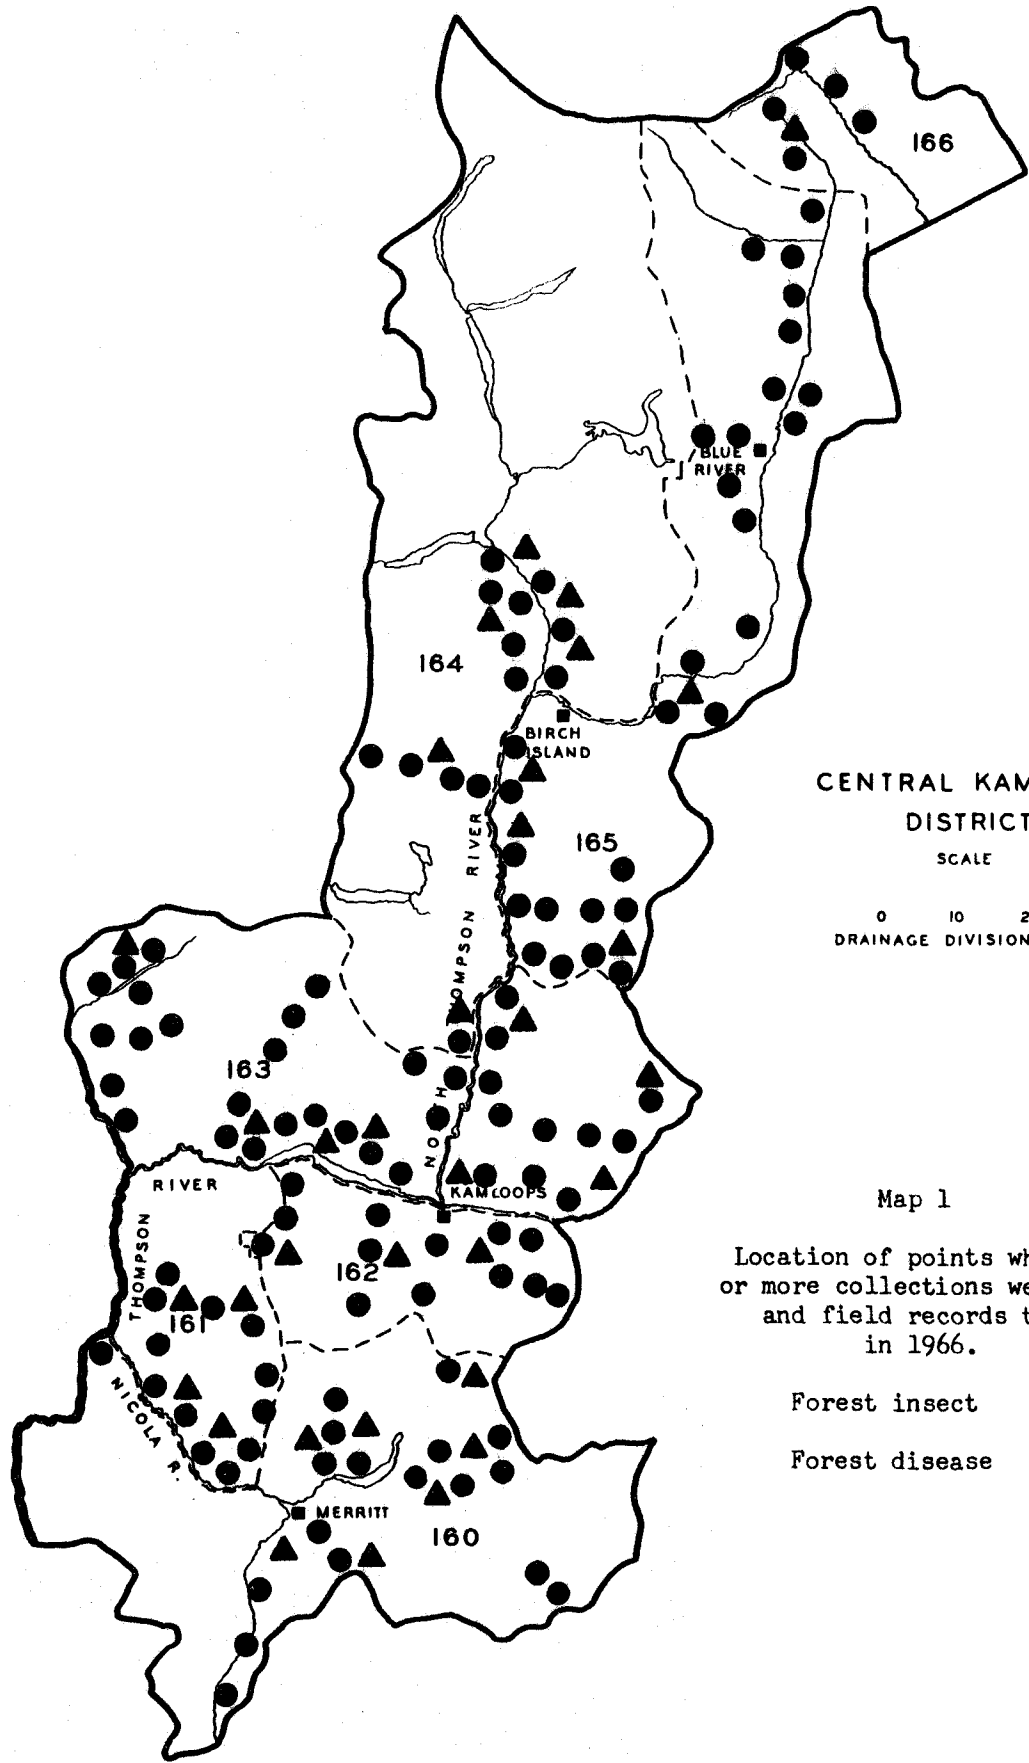 166
BLUE
RIVER
164
BIRCH
ISLAND
CENTRAL KAM
DISTRICT
SCALE
0 10 2
DRAINAGE DIVISION
165
NORTH THOMPSON RIVER
163
RIVER
KAMLOOPS
THOMPSON
162
161
NICOLA R.
MERRITT
160
Map 1
Location of points wh
or more collections we
and field records t
in 1966.
Forest insect
Forest disease